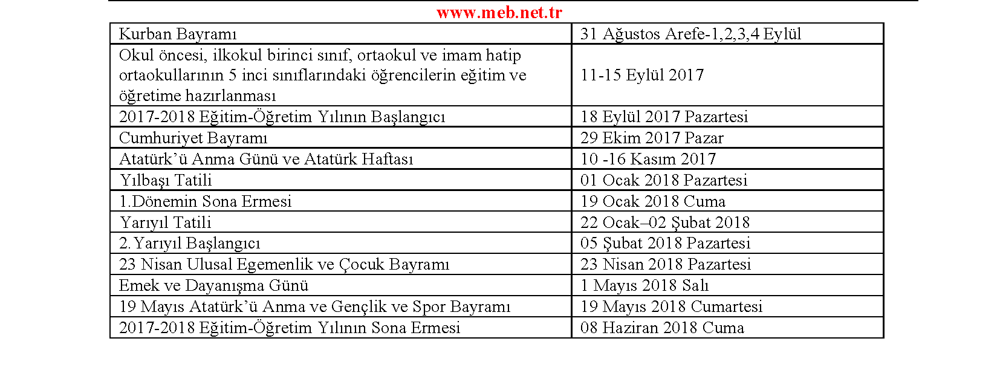 www.meb.net.tr
Kurban Bayramı
31 Ağustos Arefe-1,2,3,4 Eylül
Okul öncesi, ilkokul birinci sınıf, ortaokul ve imam hatip
ortaokullarının 5 inci sınıflarındaki öğrencilerin eğitim ve
öğretime hazırlanması
11-15 Eylül 2017
2017-2018 Eğitim-Öğretim Yılının Başlangıcı
18 Eylül 2017 Pazartesi
Cumhuriyet Bayramı
29 Ekim 2017 Pazar
Atatürk’ü Anma Günü ve Atatürk Haftası
10 -16 Kasım 2017
Yılbaşı Tatili
01 Ocak 2018 Pazartesi
1.Dönemin Sona Ermesi
19 Ocak 2018 Cuma
Yarıyıl Tatili
22 Ocak–02 Şubat 2018
2. Yarıyıl Başlangıcı
05 Şubat 2018 Pazartesi
23 Nisan Ulusal Egemenlik ve Çocuk Bayramı
23 Nisan 2018 Pazartesi
Emek ve Dayanışma Günü
1 Mayıs 2018 Salı
19 Mayıs Atatürk’ü Anma ve Gençlik ve Spor Bayramı
19 Mayıs 2018 Cumartesi
2017-2018 Eğitim-Öğretim Yılının Sona Ermesi
08 Haziran 2018 Cuma